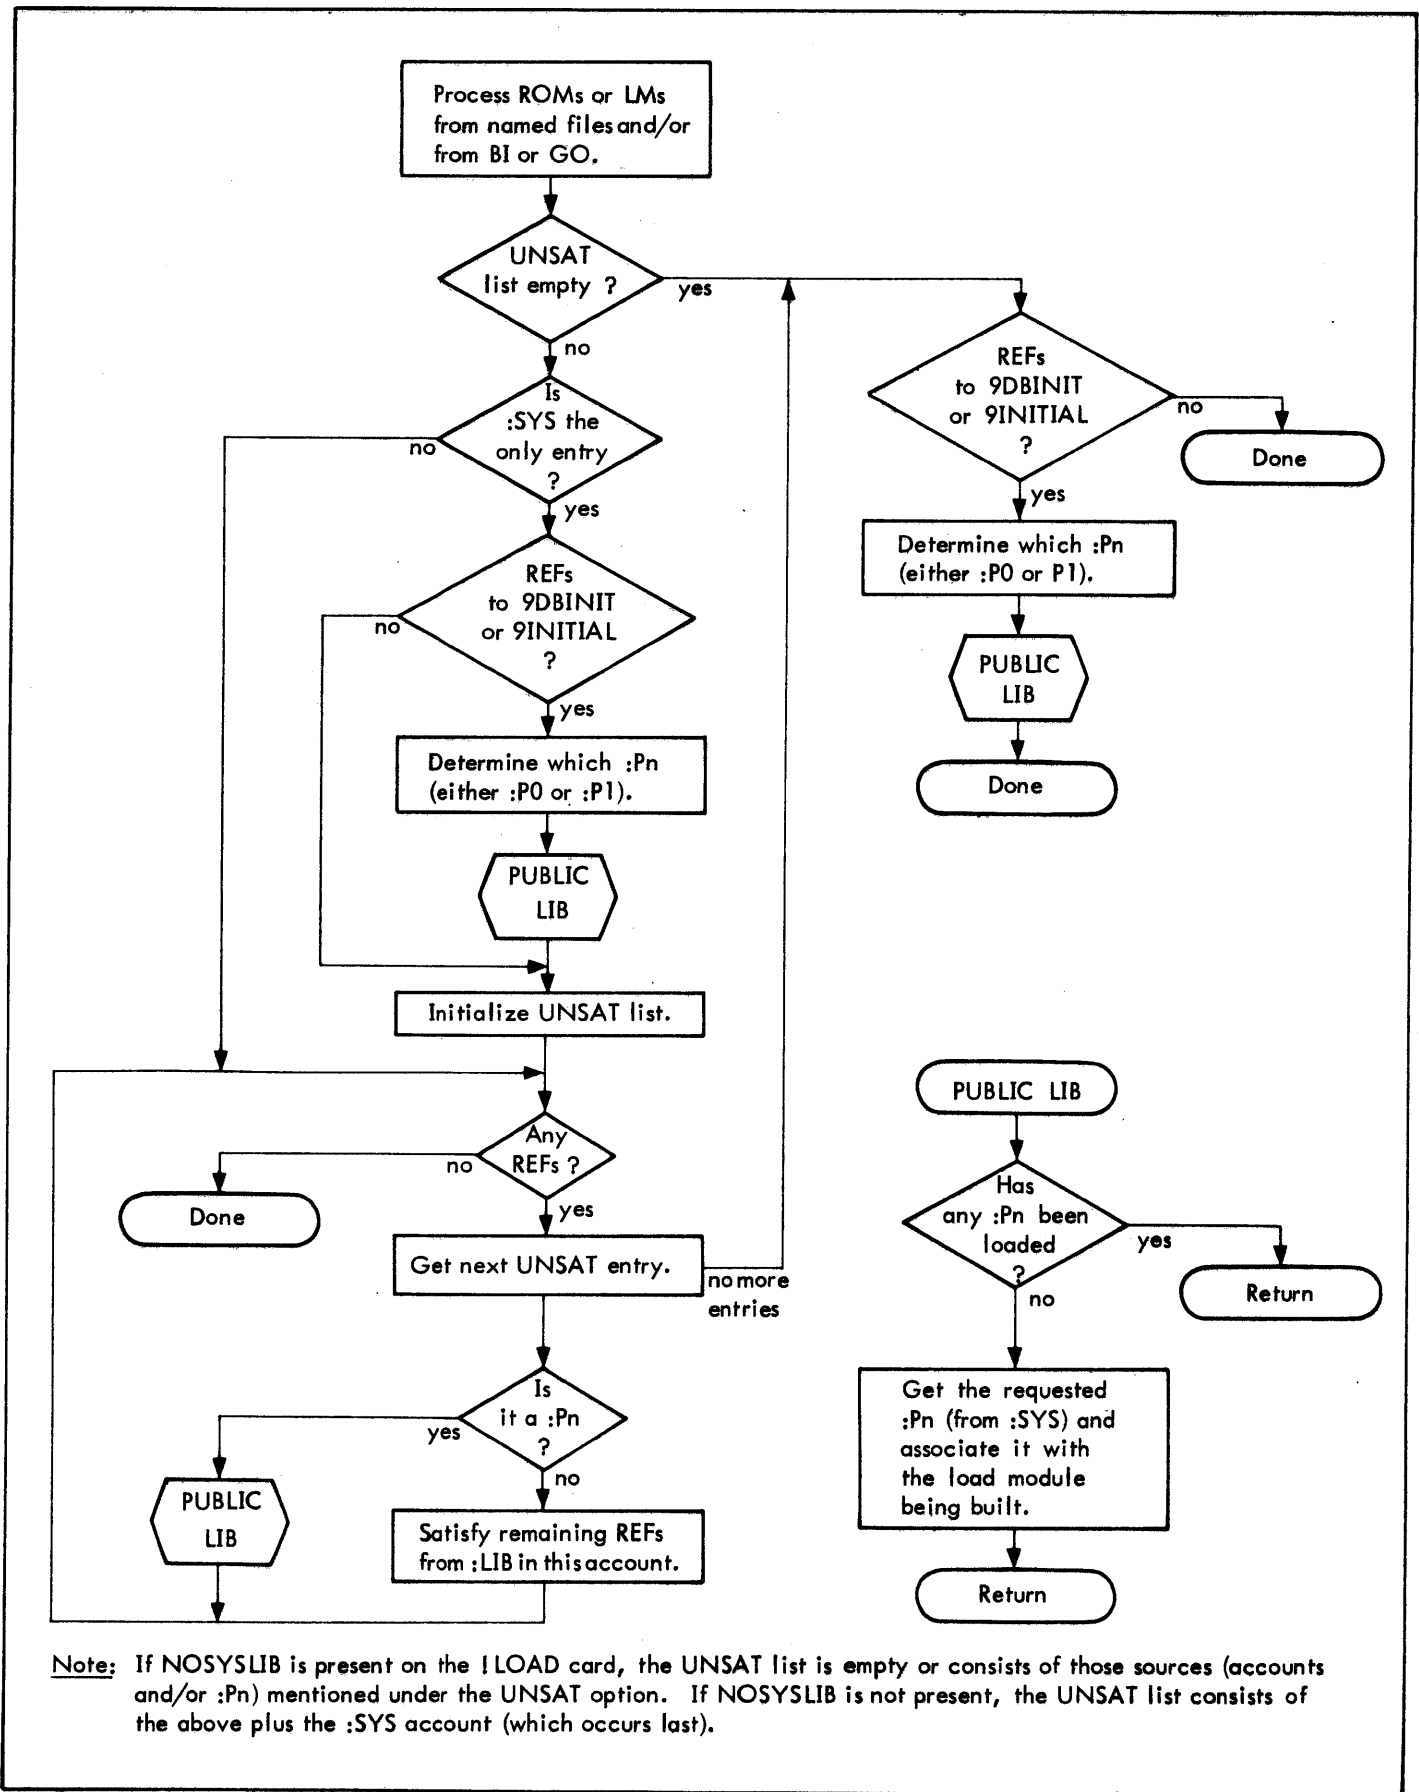 Process ROMs or LMs
from named files and/or
from BI or GO.
UNSAT
list empty ?
yes
no
Is
:SYS the
only entry
?
no
yes
REFs
to 9DBINIT
or 9INITIAL
?
no
yes
Determine which :Pn
(either :P0 or :P1).
PUBLIC
LIB
Initialize UNSAT list.
Any
REFs ?
no
Done
yes
Get next UNSAT entry.
no more
entries
Is
it a :Pn
?
yes
no
PUBLIC
LIB
Satisfy remaining REFs
from :LIB in this account.
REFs
to 9DBINIT
or 9INITIAL
?
no
Done
yes
Determine which :Pn
(either :P0 or P1).
PUBLIC
LIB
Done
PUBLIC LIB
Has
any :Pn been
loaded
?
yes
Return
no
Get the requested
:Pn (from :SYS) and
associate it with
the load module
being built.
Return
Note: If NOSYSLIB is present on the !LOAD card, the UNSAT list is empty or consists of those sources (accounts
and/or :Pn) mentioned under the UNSAT option. If NOSYSLIB is not present, the UNSAT list consists of
the above plus the :SYS account (which occurs last).